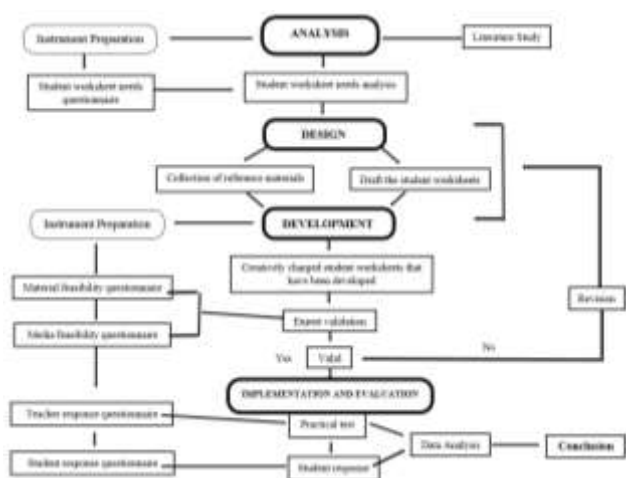 ANALYSIS
Instrument Preparation
Literature Study
Student worksheet needs
questionnaire
Student worksheet needs analysis
DESIGN
Collection of reference materials
Draft the student worksheets
Instrument Preparation
DEVELOPMENT
Creatively charged student worksheets that
have been developed
Material feasibility questionnaire
Revision
Expert validation
Media feasibility questionnaire
No
Yes
Valid
IMPLEMENTATION AND EVALUATION
Teacher response questionnaire
Practical test
Data Analysis
Conclusion
Student response questionnaire
Student response